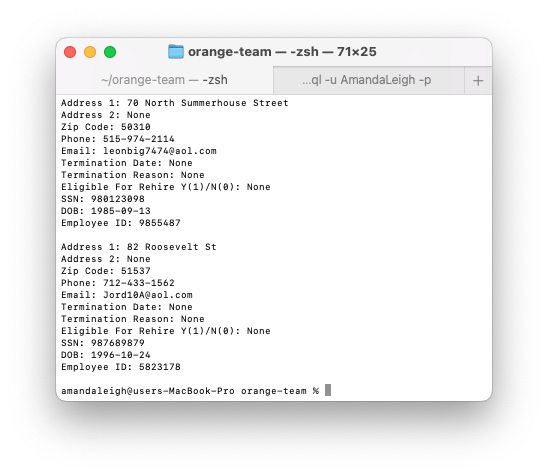 orange-team — -zsh — 71×25
~/orange-team — -zsh
...ql -u AmandaLeigh -p
+
Address 1: 70 North Summerhouse Street
Address 2: None
Zip Code: 50310
Phone: 515-974-2114
Email: leonbig7474@aol.com
Termination Date: None
Termination Reason: None
Eligible For Rehire Y(1)/N(0): None
SSN: 980123098
DOB: 1985-09-13
Employee ID: 9855487
Address 1: 82 Roosevelt St
Address 2: None
Zip Code: 51537
Phone: 712-433-1562
Email: Jord10A@aol.com
Termination Date: None
Termination Reason: None
Eligible For Rehire Y(1)/N(0): None
SSN: 987689879
DOB: 1996-10-24
Employee ID: 5823178
amandaleigh@users-MacBook-Pro orange-team %